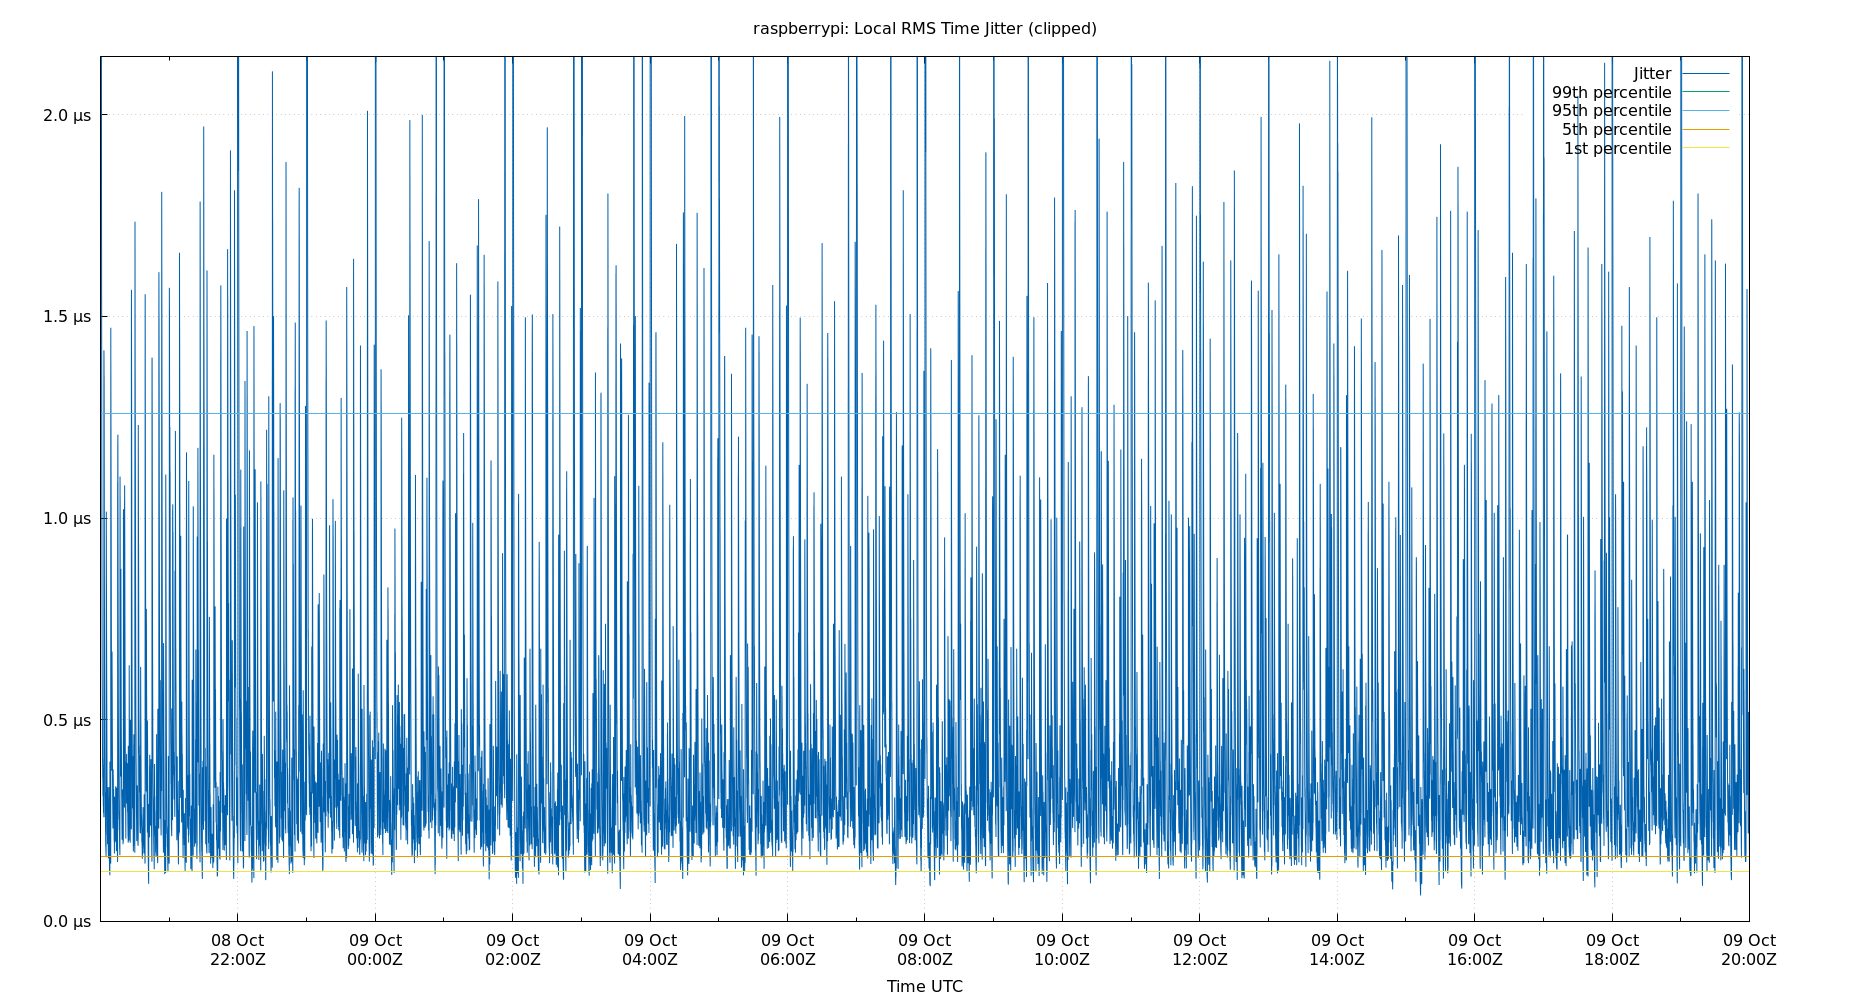 raspberrypi: Local RMS Time Jitter (clipped)
Jitter
99th percentile
95th percentile
5th percentile
1st percentile
2.0 µs
1.5 µs
1.0 µs
0.5 µs
0.0 µs
08 Oct 09 Oct 09 Oct 09 Oct 09 Oct 09 Oct 09 Oct 09 Oct 09 Oct 09 Oct 09 Oct 09 Oct
22:00Z 00:00Z 02:00Z 04:00Z 06:00Z 08:00Z 10:00Z 12:00Z 14:00Z 16:00Z 18:00Z 20:00Z
Time UTC